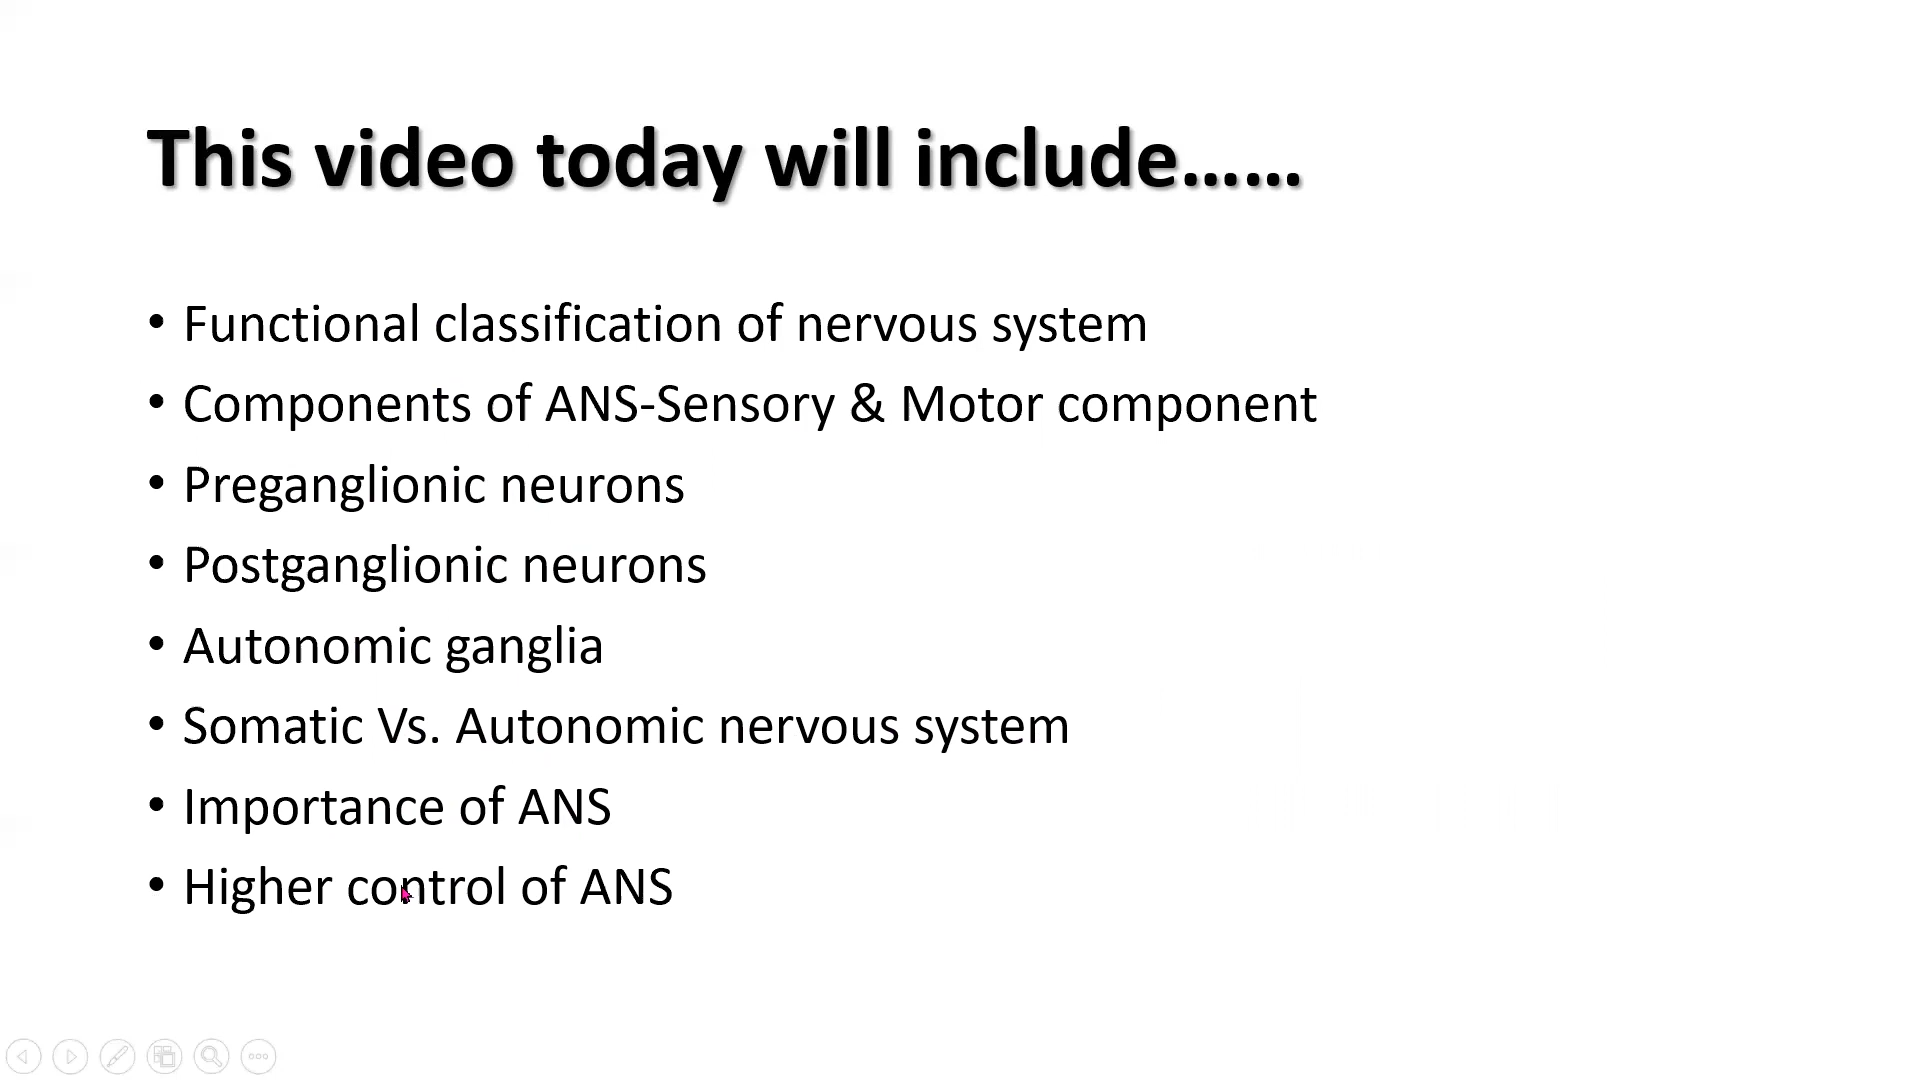 This video today will include……
• Functional classification of nervous system
• Components of ANS-Sensory & Motor component
• Preganglionic neurons
• Postganglionic neurons
• Autonomic ganglia
• Somatic Vs. Autonomic nervous system
• Importance of ANS
• Higher control of ANS